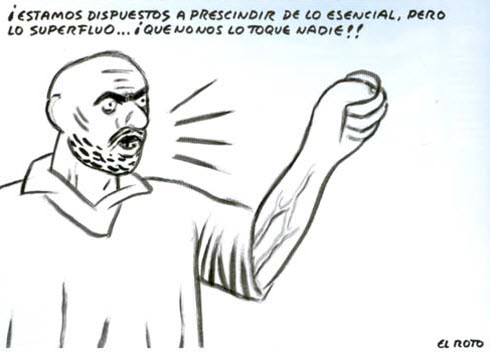 ¡ESTAMOS DISPUESTOS A PRESCINDIR DE LO ESENCIAL, PERO
LO SUPERFLUO...¡QUE NO NOS LO TOQUE NADIE!!
EL ROTO